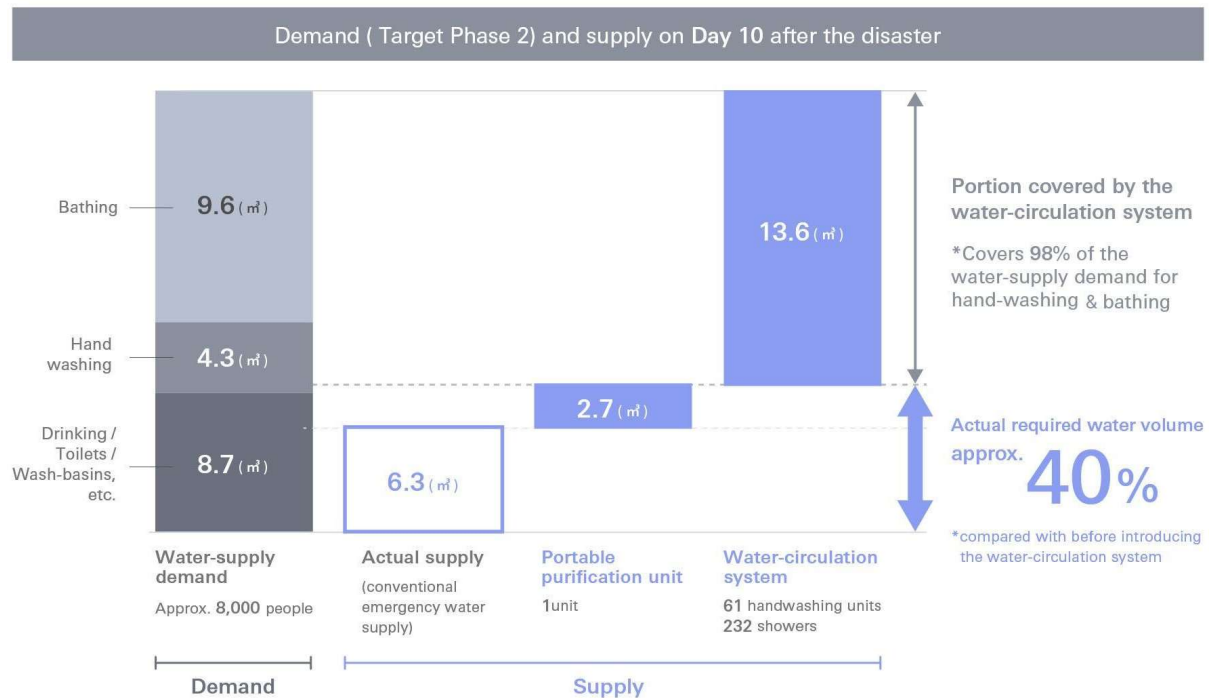 Demand ( Target Phase 2) and supply on Day 10 after the disaster
Bathing
9.6 (㎥)
Hand
washing
4.3 (㎥)
Drinking /
Toilets /
Wash-basins,
etc.
8.7 (㎥)
6.3 (㎥)
2.7 (㎥)
13.6 (㎥)
Portion covered by the
water-circulation system
*Covers 98% of the
water-supply demand for
hand-washing & bathing
Actual required water volume
approx.
40%
*compared with before introducing
the water-circulation system
Water-supply
demand
Approx. 8,000 people
Actual supply
(conventional
emergency water
supply)
Portable
purification unit
1unit
Water-circulation
system
61 handwashing units
232 showers
Demand
Supply